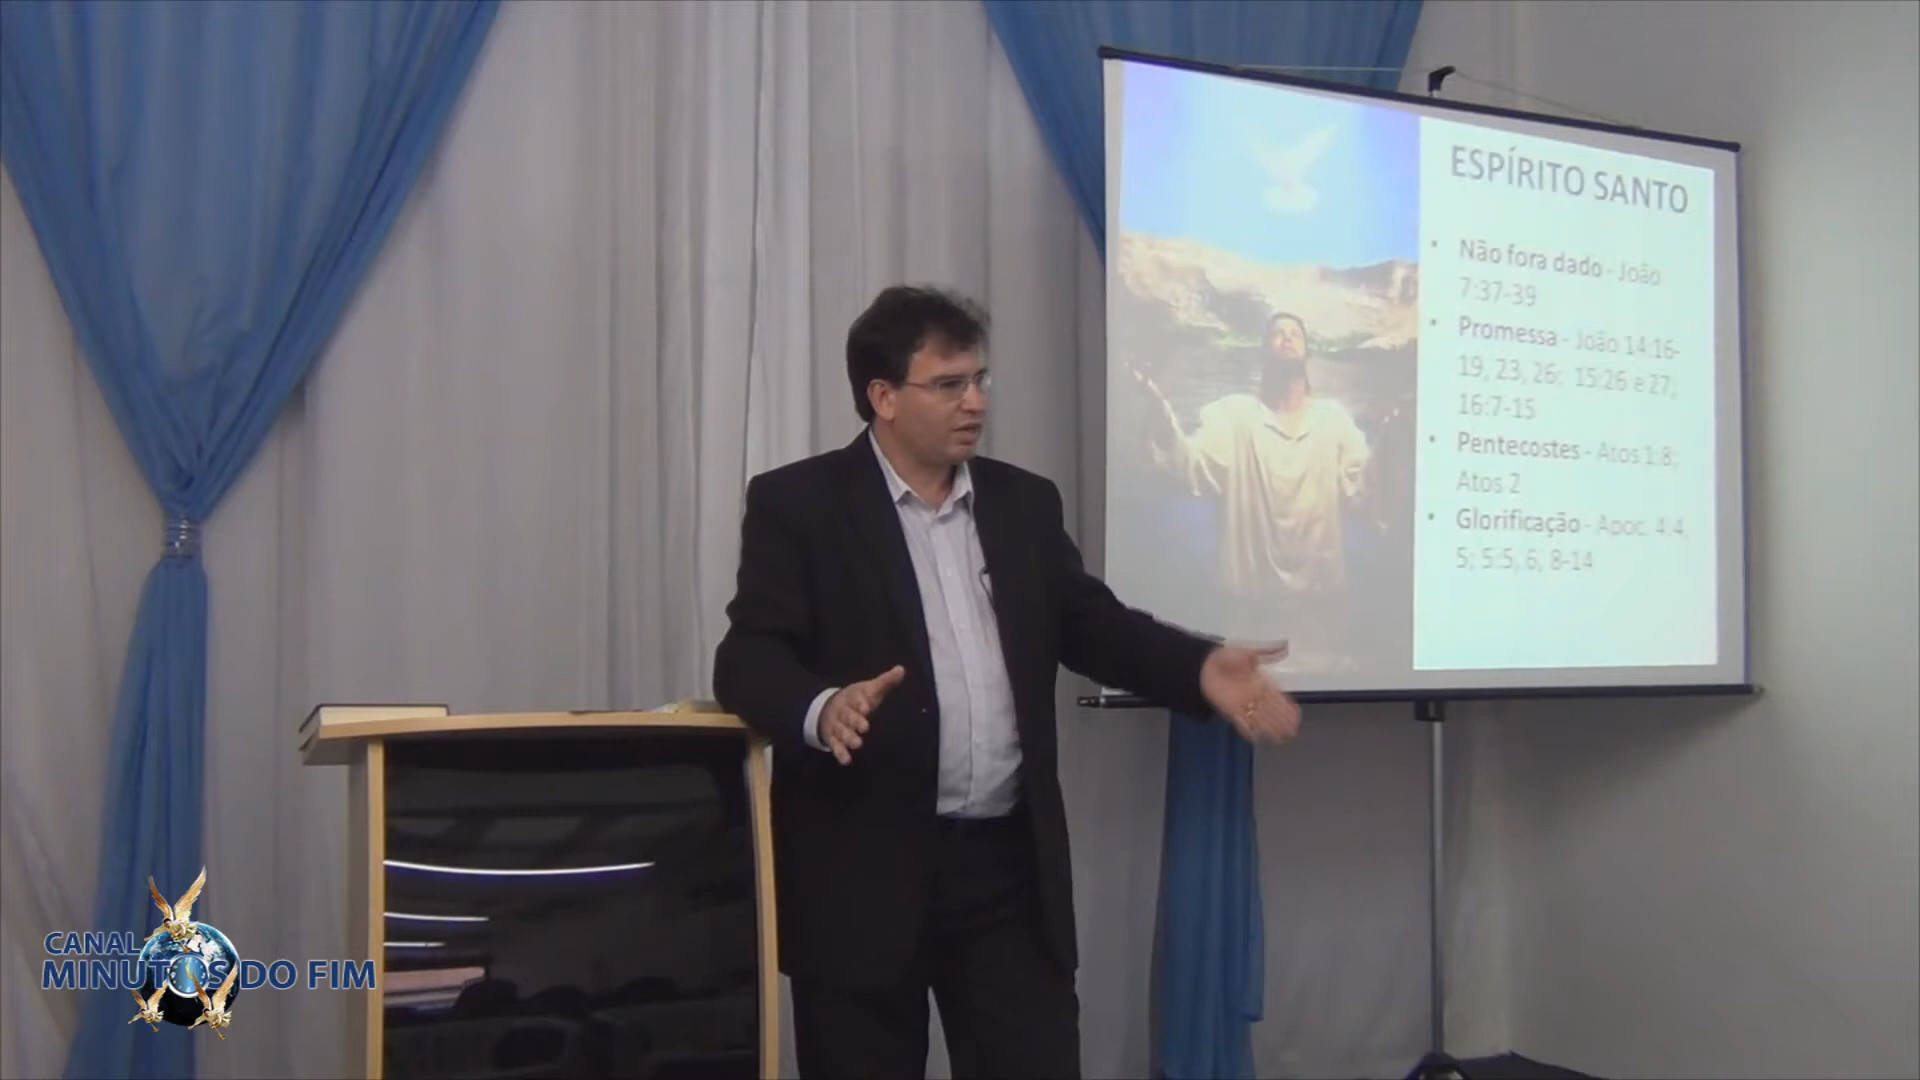 ESPÍRITO SANTO
• Não fora dado - João
7:37-39
• Promessa - João 14:16-
19, 23, 26; 15:26 e 27;
16:7-15
• Pentecostes - Atos 1:8;
Atos 2
• Glorificação - Apoc. 4:4,
5; 5:5, 6, 8-14
CANAL
MINUTOS DO FIM